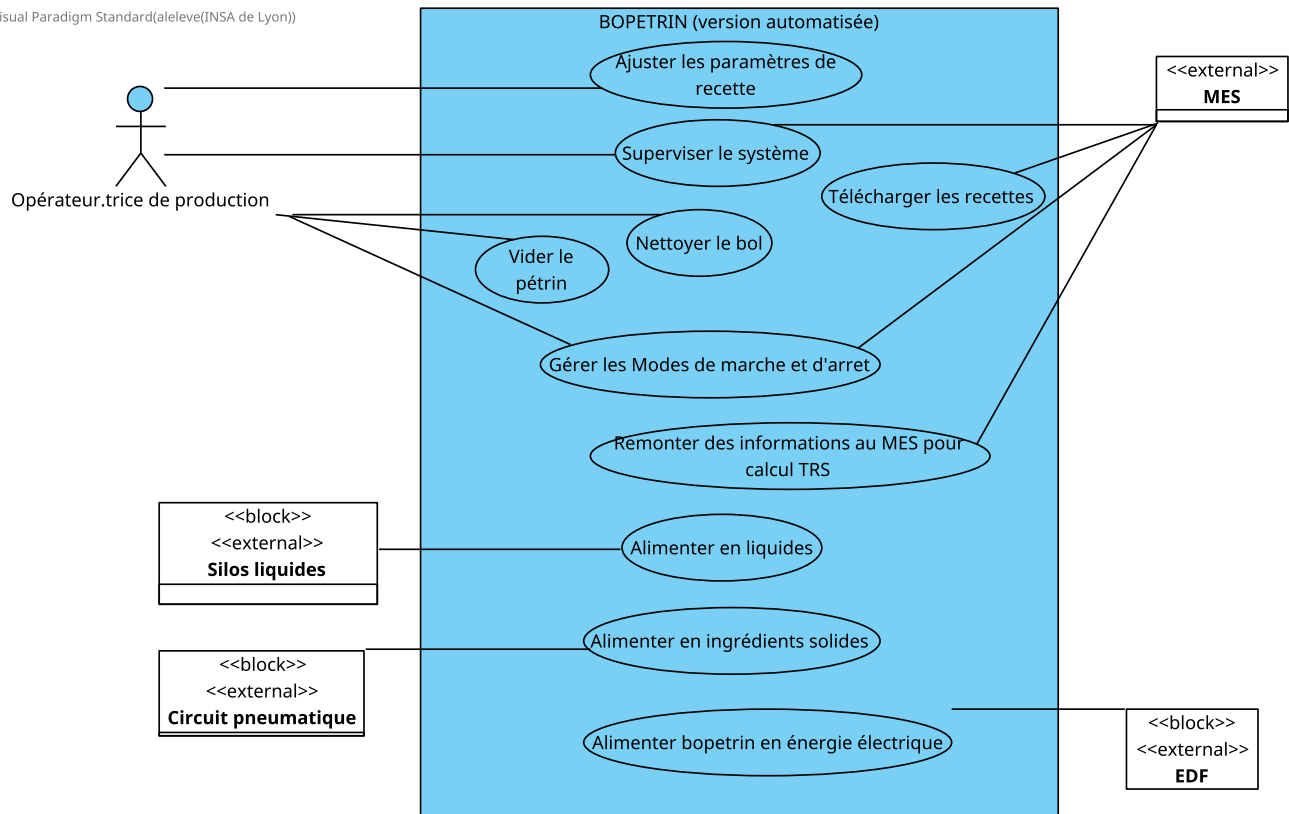 isual Paradigm Standard(aleleve(INSA de Lyon))
BOPETRIN (version automatisée)
Ajuster les paramètres de
recette
<<external>>
MES
Superviser le système
Télécharger les recettes
Opérateur.trice de production
Nettoyer le bol
Vider le
pétrin
Gérer les Modes de marche et d'arret
Remonter des informations au MES pour
calcul TRS
<<block>>
<<external>>
Silos liquides
Alimenter en liquides
Alimenter en ingrédients solides
<<block>>
<<external>>
Circuit pneumatique
Alimenter bopetrin en énergie électrique
<<block>>
<<external>>
EDF